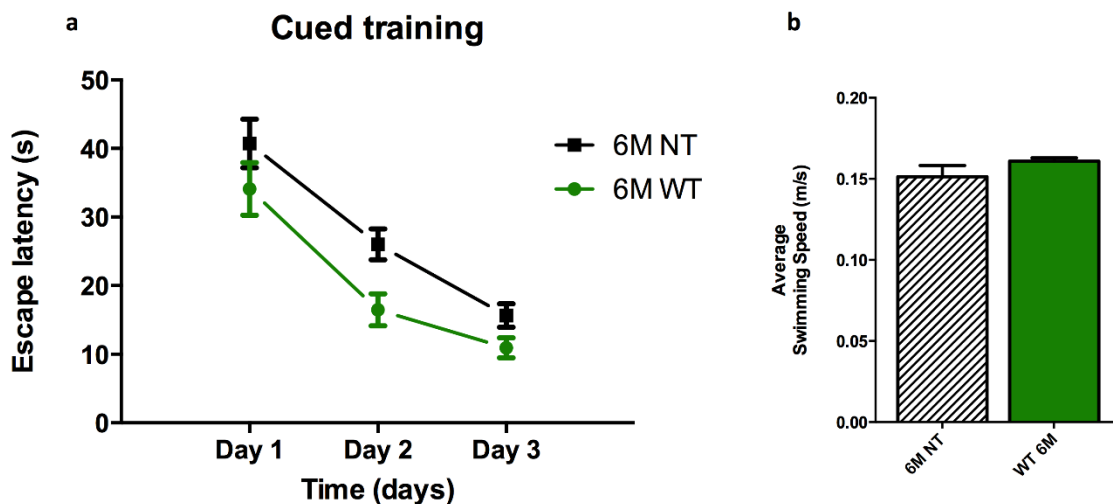 a
Cued training
Escape latency (s)
50
40
30
20
10
0
Day 1 Day 2 Day 3
Time (days)
6M NT
6M WT
b
Average
Swimming Speed (m/s)
0.20
0.15
0.10
0.05
0.00
6M NT
WT 6M